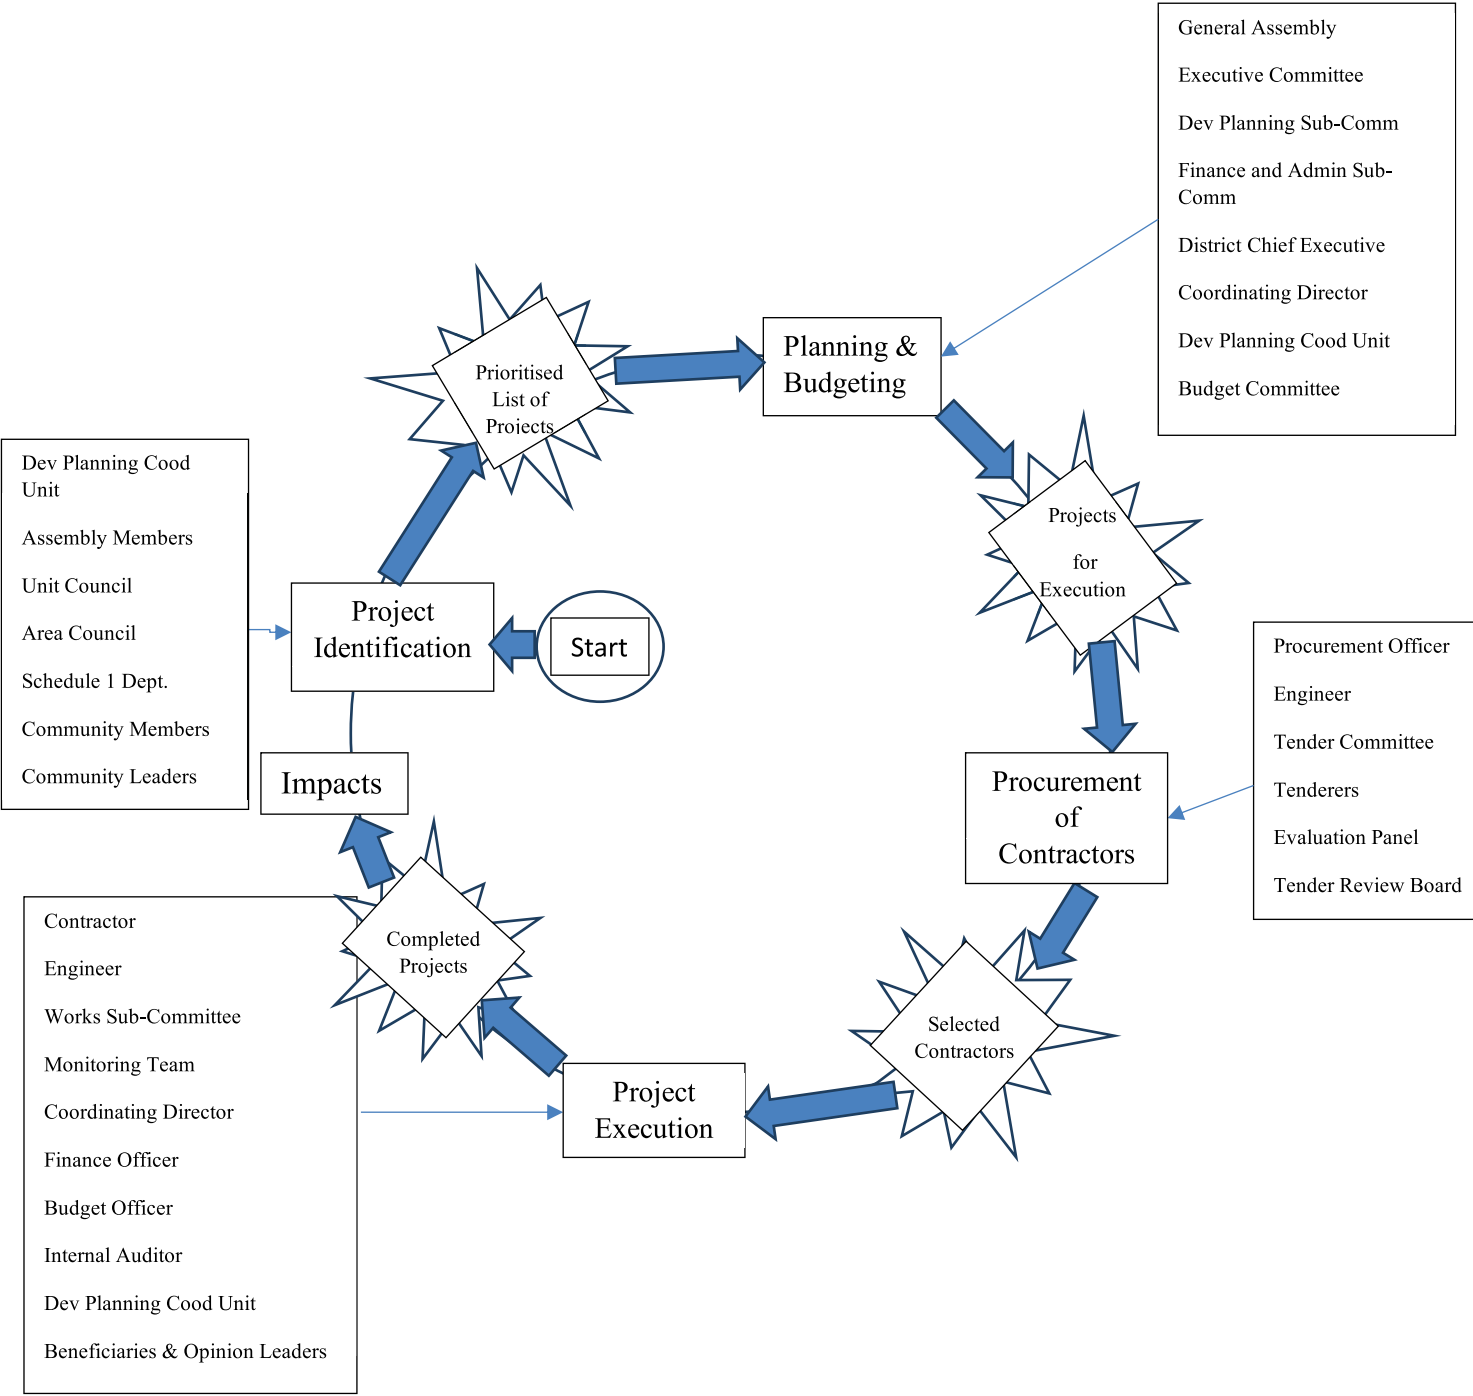 General Assembly
Executive Committee
Dev Planning Sub-Comm
Finance and Admin Sub-
Comm
District Chief Executive
Coordinating Director
Dev Planning Cood Unit
Budget Committee
Prioritised
List of
Projects
Planning &
Budgeting
Dev Planning Cood
Unit
Assembly Members
Unit Council
Area Council
Schedule 1 Dept.
Community Members
Community Leaders
Projects
for
Execution
Project
Identification
Start
Procurement Officer
Engineer
Tender Committee
Tenderers
Evaluation Panel
Tender Review Board
Impacts
Procurement
of
Contractors
Contractor
Engineer
Works Sub-Committee
Monitoring Team
Coordinating Director
Finance Officer
Budget Officer
Internal Auditor
Dev Planning Cood Unit
Beneficiaries & Opinion Leaders
Completed
Projects
Selected
Contractors
Project
Execution